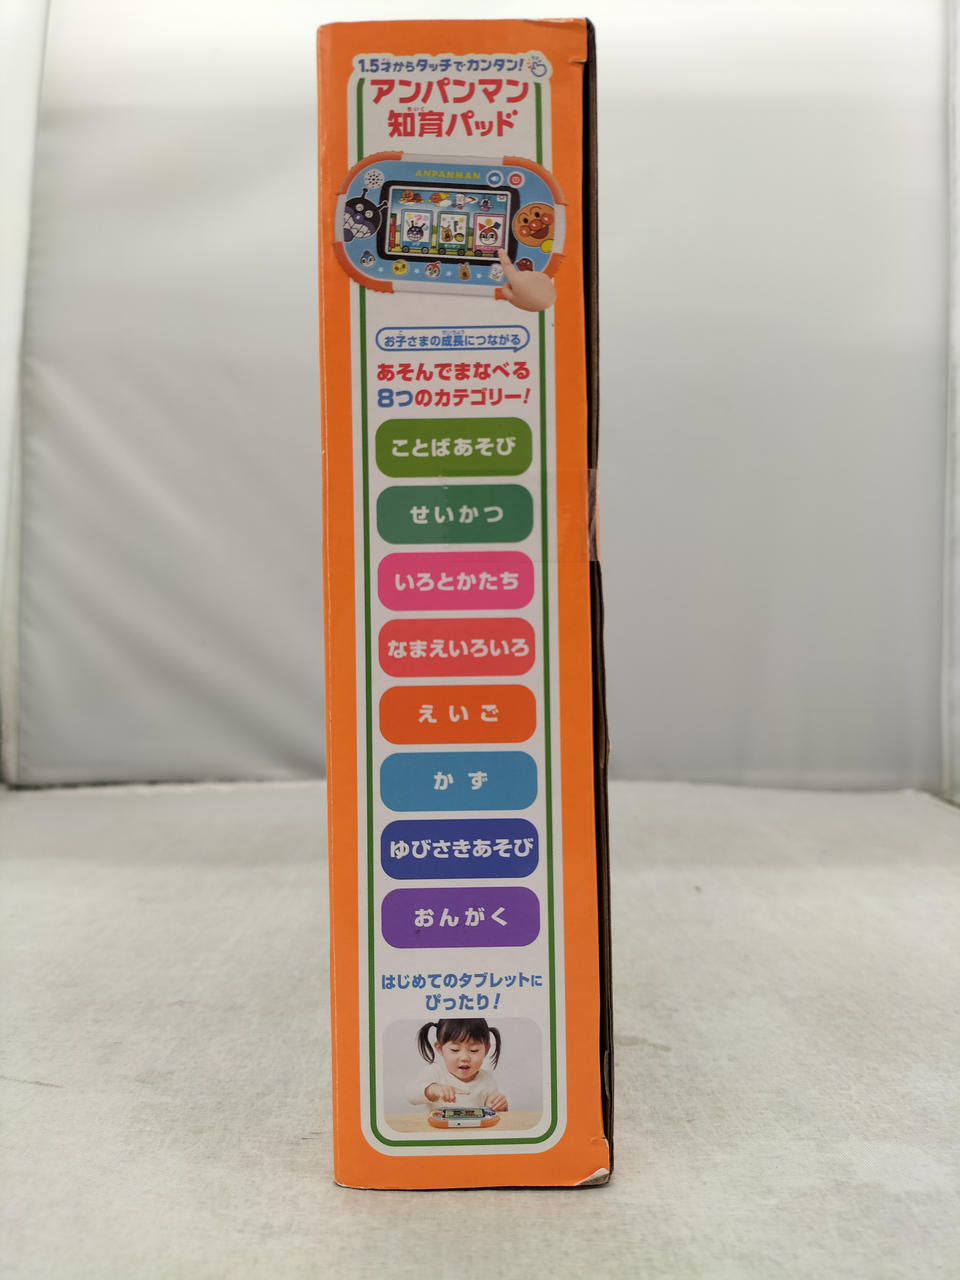 1.5才からタッチでカンタン!
アンパンマン
知育パッド
ANPANMAN
お子さまの成長につながる
あそんでまなべる
8つのカテゴリー!
ことばあそび
せいかつ
いろとかたち
なまえいろいろ
えいご
かず
ゆびさきあそび
おんがく
はじめてのタブレットに
ぴったり!